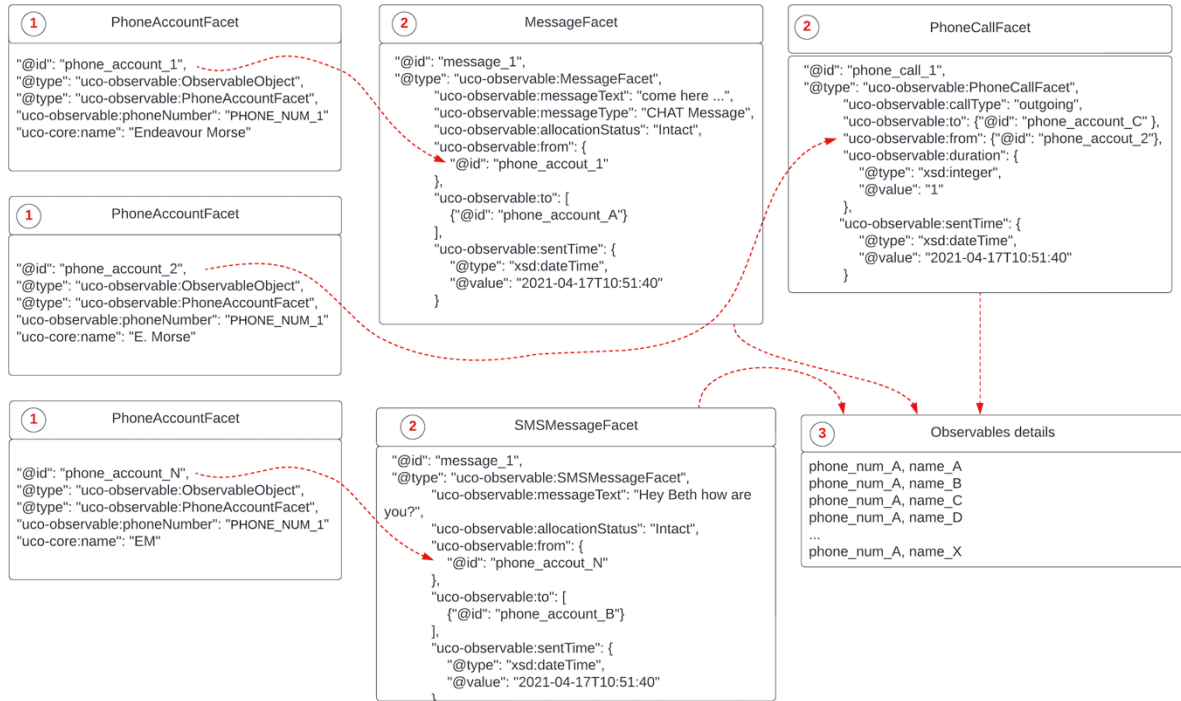 1
PhoneAccountFacet
"@id": "phone_account_1",
"@type": "uco-observable:ObservableObject",
"@type": "uco-observable:PhoneAccountFacet",
"uco-observable:phoneNumber": "PHONE_NUM_1"
"uco-core:name": "Endeavour Morse"
1
PhoneAccountFacet
"@id": "phone_account_2",
"@type": "uco-observable:ObservableObject",
"@type": "uco-observable:PhoneAccountFacet",
"uco-observable:phoneNumber": "PHONE_NUM_1"
"uco-core:name": "E. Morse"
1
PhoneAccountFacet
"@id": "phone_account_N",
"@type": "uco-observable:ObservableObject",
"@type": "uco-observable:PhoneAccountFacet",
"uco-observable:phoneNumber": "PHONE_NUM_1"
"uco-core:name": "EM"
2
MessageFacet
"@id": "message_1",
"@type": "uco-observable:MessageFacet",
"uco-observable:messageText": "come here ...",
"uco-observable:messageType": "CHAT Message",
"uco-observable:allocationStatus": "Intact",
"uco-observable:from": {
"@id": "phone_accout_1"
},
"uco-observable:to": [
{"@id": "phone_account_A"}
],
"uco-observable:sentTime": {
"@type": "xsd:dateTime",
"@value": "2021-04-17T10:51:40"
}
2
SMSMessageFacet
"@id": "message_1",
"@type": "uco-observable:SMSMessageFacet",
"uco-observable:messageText": "Hey Beth how are
you?",
"uco-observable:allocationStatus": "Intact",
"uco-observable:from": {
"@id": "phone_accout_N"
},
"uco-observable:to": [
{"@id": "phone_account_B"}
],
"uco-observable:sentTime": {
"@type": "xsd:dateTime",
"@value": "2021-04-17T10:51:40"
}
2
PhoneCallFacet
"@id": "phone_call_1",
"@type": "uco-observable:PhoneCallFacet",
"uco-observable:callType": "outgoing",
"uco-observable:to": {"@id": "phone_account_C" },
"uco-observable:from": {"@id": "phone_accout_2"},
"uco-observable:duration": {
"@type": "xsd:integer",
"@value": "1"
},
"uco-observable:sentTime": {
"@type": "xsd:dateTime",
"@value": "2021-04-17T10:51:40"
}
3
Observables details
phone_num_A, name_A
phone_num_A, name_B
phone_num_A, name_C
phone_num_A, name_D
...
phone_num_A, name_X